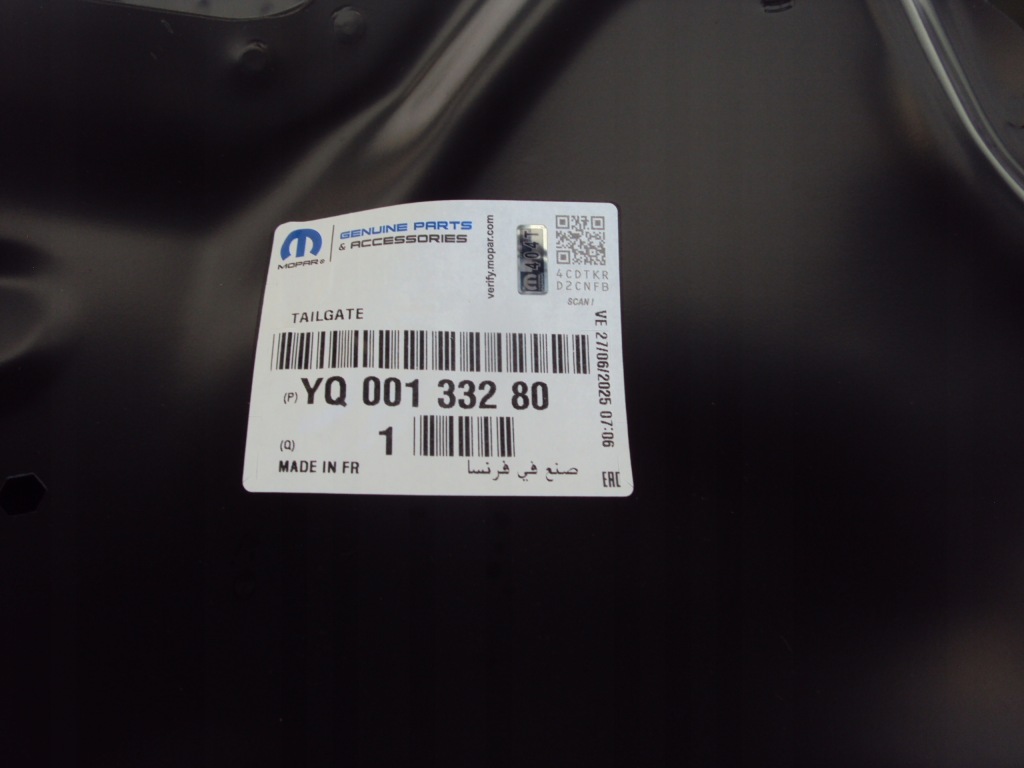 MOPAR®
GENUINE PARTS
& ACCESSORIES
verify.mopar.com
4CDTKR
D2CNFB
SCAN!
TAILGATE
VE 27/06/2025 07:06
(P) YQ 001 332 80
(Q) 1
MADE IN FR
صنع في فرنسا
EAC